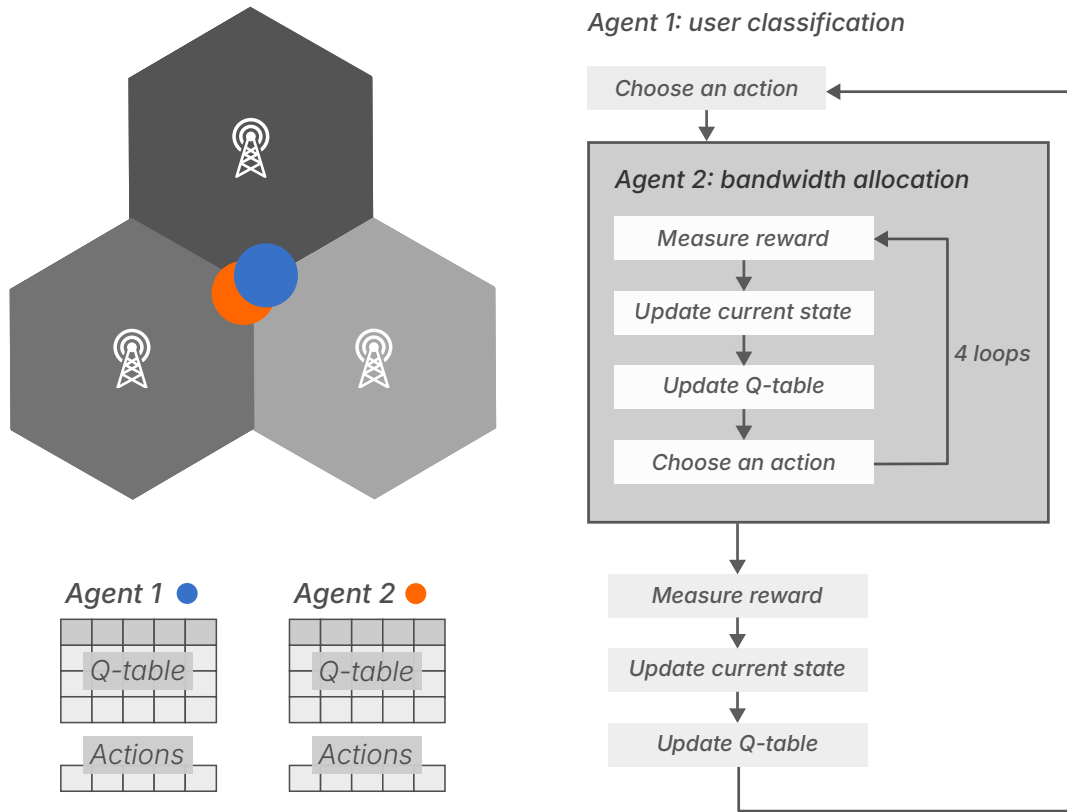 Agent 1: user classification
Choose an action
Agent 2: bandwidth allocation
Measure reward
Update current state
Update Q-table
Choose an action
4 loops
Measure reward
Update current state
Update Q-table
Agent 1
Q-table
Actions
Agent 2
Q-table
Actions